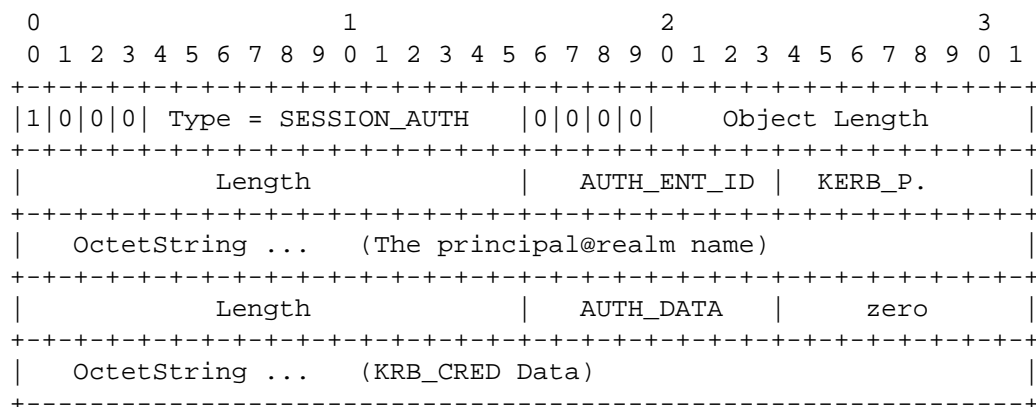 0                   1                   2                   3
 0 1 2 3 4 5 6 7 8 9 0 1 2 3 4 5 6 7 8 9 0 1 2 3 4 5 6 7 8 9 0 1
+-+-+-+-+-+-+-+-+-+-+-+-+-+-+-+-+-+-+-+-+-+-+-+-+-+-+-+-+-+-+-+-+
|1|0|0|0| Type = SESSION_AUTH   |0|0|0|0|    Object Length      |
+-+-+-+-+-+-+-+-+-+-+-+-+-+-+-+-+-+-+-+-+-+-+-+-+-+-+-+-+-+-+-+-+
|            Length             |   AUTH_ENT_ID |  KERB_P.      |
+-+-+-+-+-+-+-+-+-+-+-+-+-+-+-+-+-+-+-+-+-+-+-+-+-+-+-+-+-+-+-+-+
|   OctetString ...   (The principal@realm name)                |
+-+-+-+-+-+-+-+-+-+-+-+-+-+-+-+-+-+-+-+-+-+-+-+-+-+-+-+-+-+-+-+-+
|            Length             |   AUTH_DATA   |     zero      |
+-+-+-+-+-+-+-+-+-+-+-+-+-+-+-+-+-+-+-+-+-+-+-+-+-+-+-+-+-+-+-+-+
|   OctetString ...   (KRB_CRED Data)                           |
+---------------------------------------------------------------+